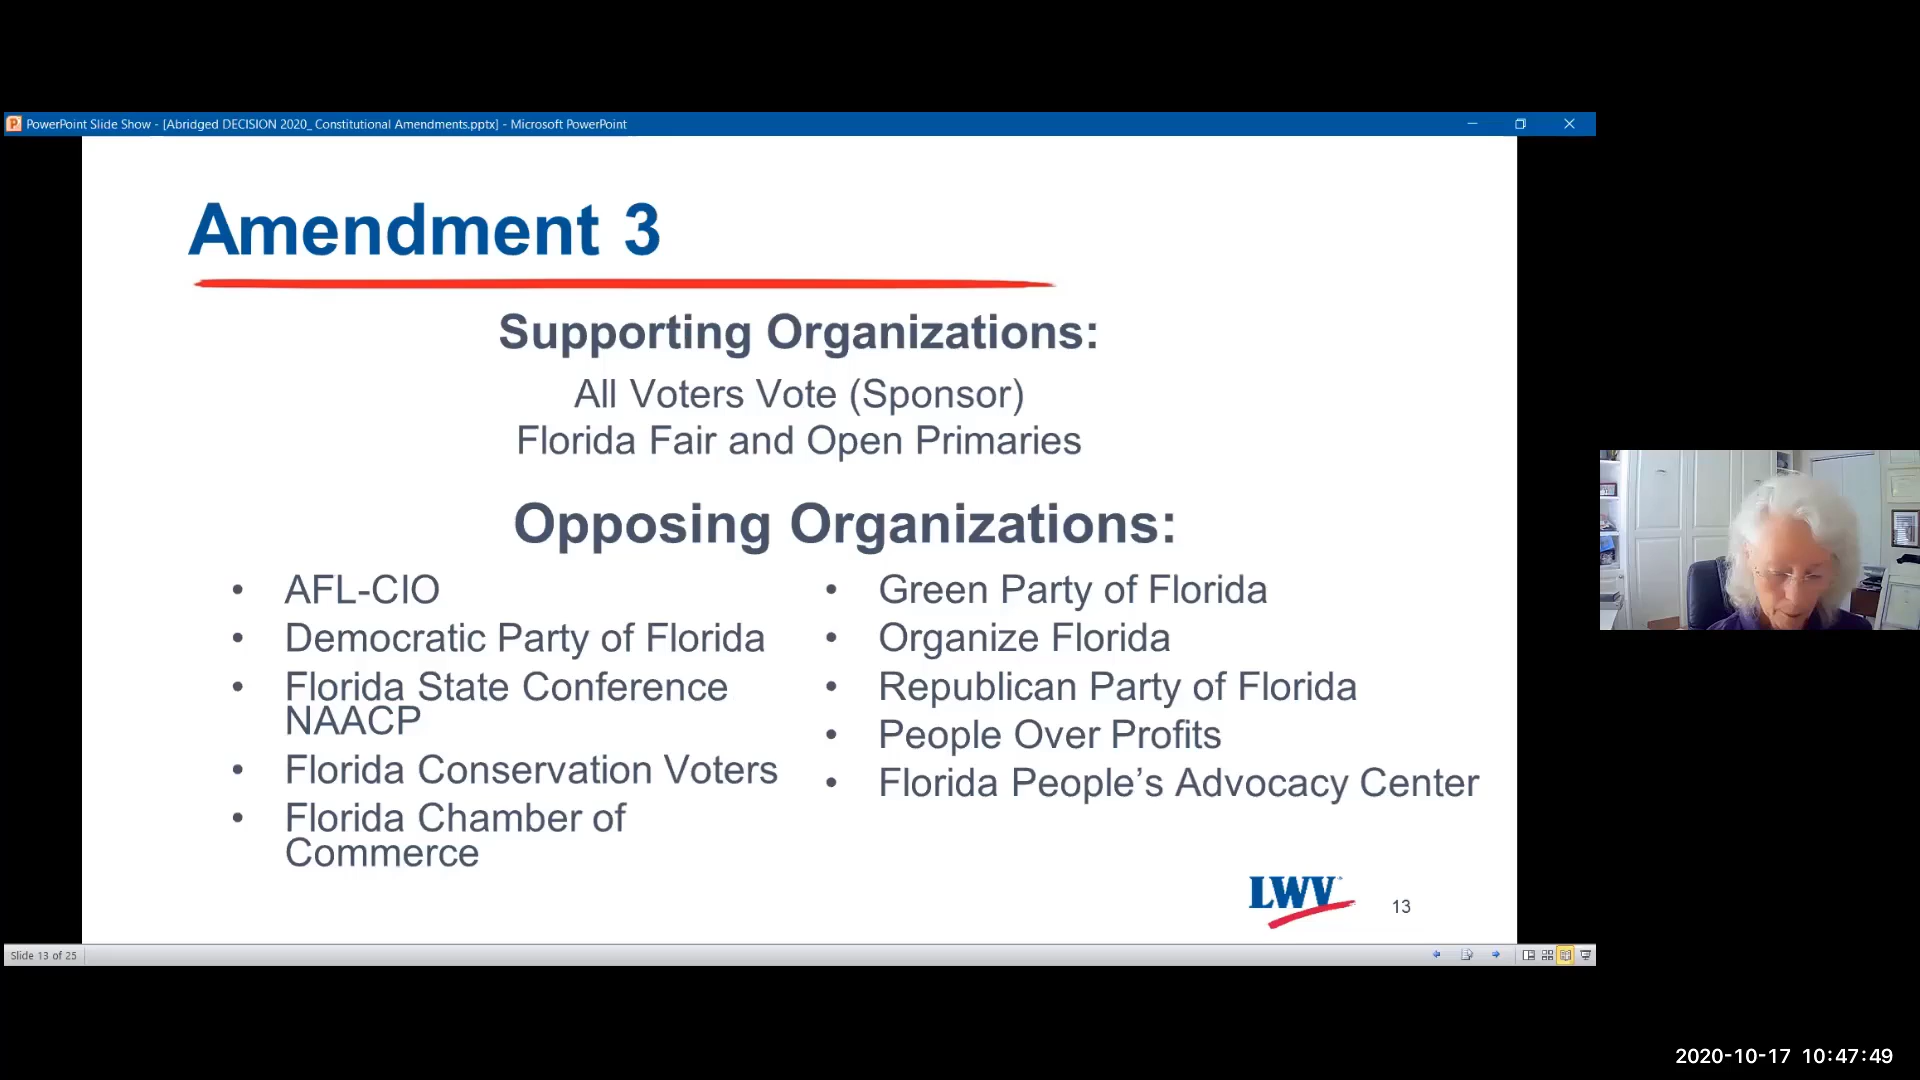 PowerPoint Slide Show - [Abridged DECISION 2020_ Constitutional Amendments.pptx] - Microsoft PowerPoint
Amendment 3
Supporting Organizations:
All Voters Vote (Sponsor)
Florida Fair and Open Primaries
Opposing Organizations:
• AFL-CIO
• Democratic Party of Florida
• Florida State Conference
NAACP
• Florida Conservation Voters
• Florida Chamber of
Commerce
• Green Party of Florida
• Organize Florida
• Republican Party of Florida
• People Over Profits
• Florida People’s Advocacy Center
LWV
13
Slide 13 of 25
2020-10-17 10:47:49